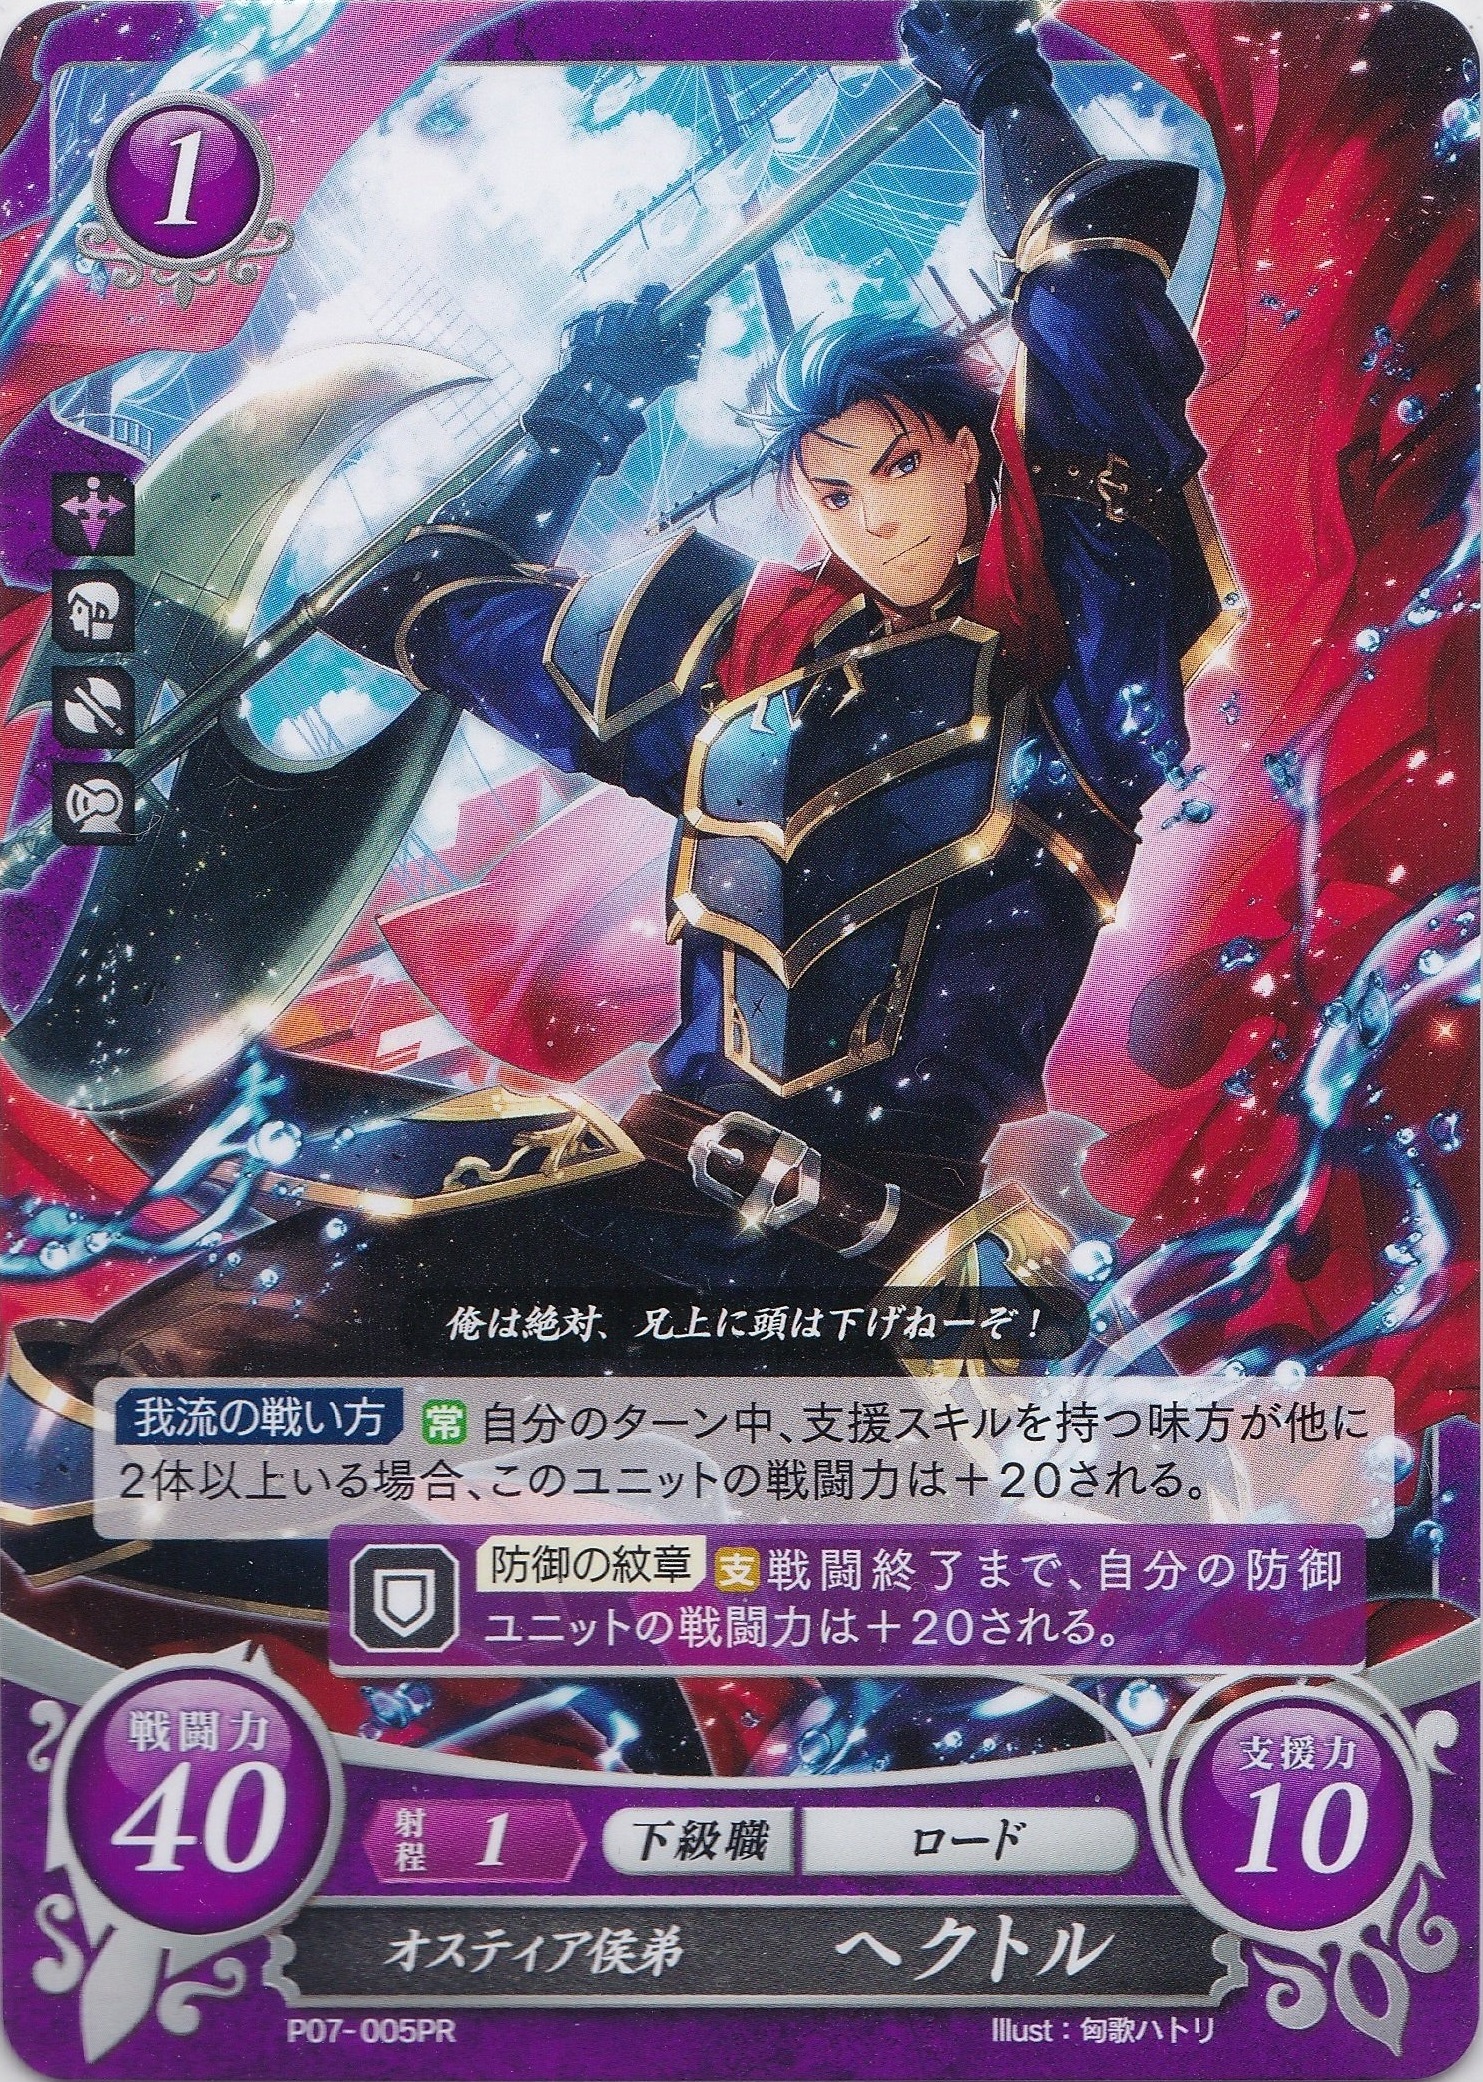 1
俺は絶対、兄上に頭は下げねーぞ！
我流の戦い方 常 自分のターン中、支援スキルを持つ味方が他に
2体以上いる場合、このユニットの戦闘力は＋20される。
防御の紋章 支 戦闘終了まで、自分の防御
ユニットの戦闘力は＋20される。
戦闘力
40
射程 1
下級職 ロード
支援力
10
オスティア侯弟 ヘクトル
P07-005PR
Illust：匈歌ハトリ